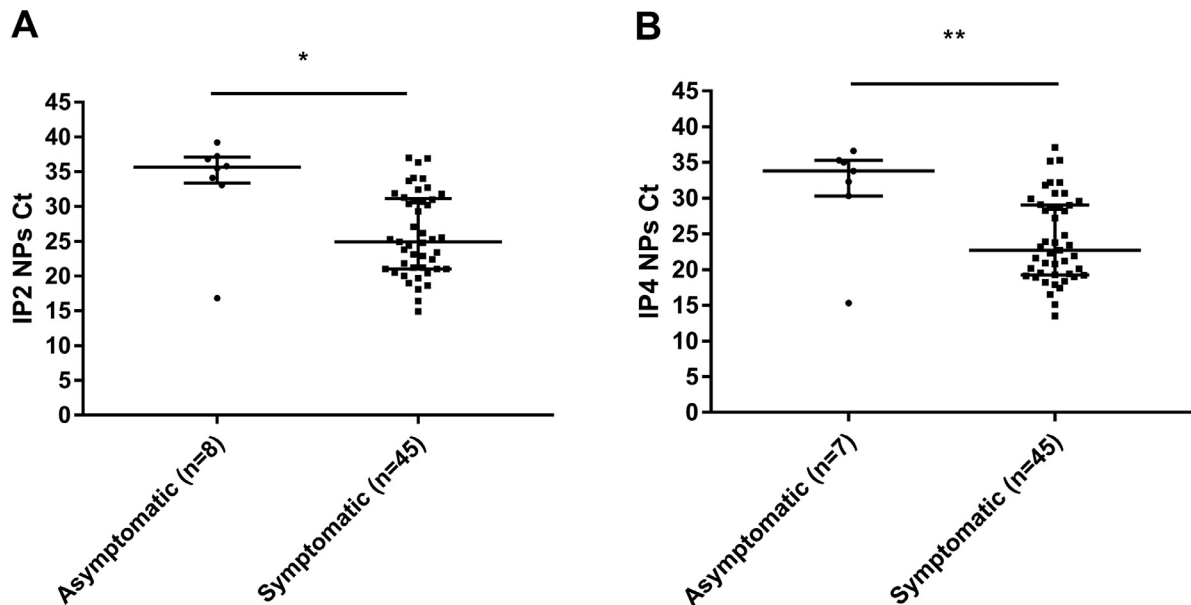 A
*
IP2 NPs Ct
45
40
35
30
25
20
15
10
5
0
Asymptomatic (n=8)
Symptomatic (n=45)
B
**
IP4 NPs Ct
45
40
35
30
25
20
15
10
5
0
Asymptomatic (n=7)
Symptomatic (n=45)